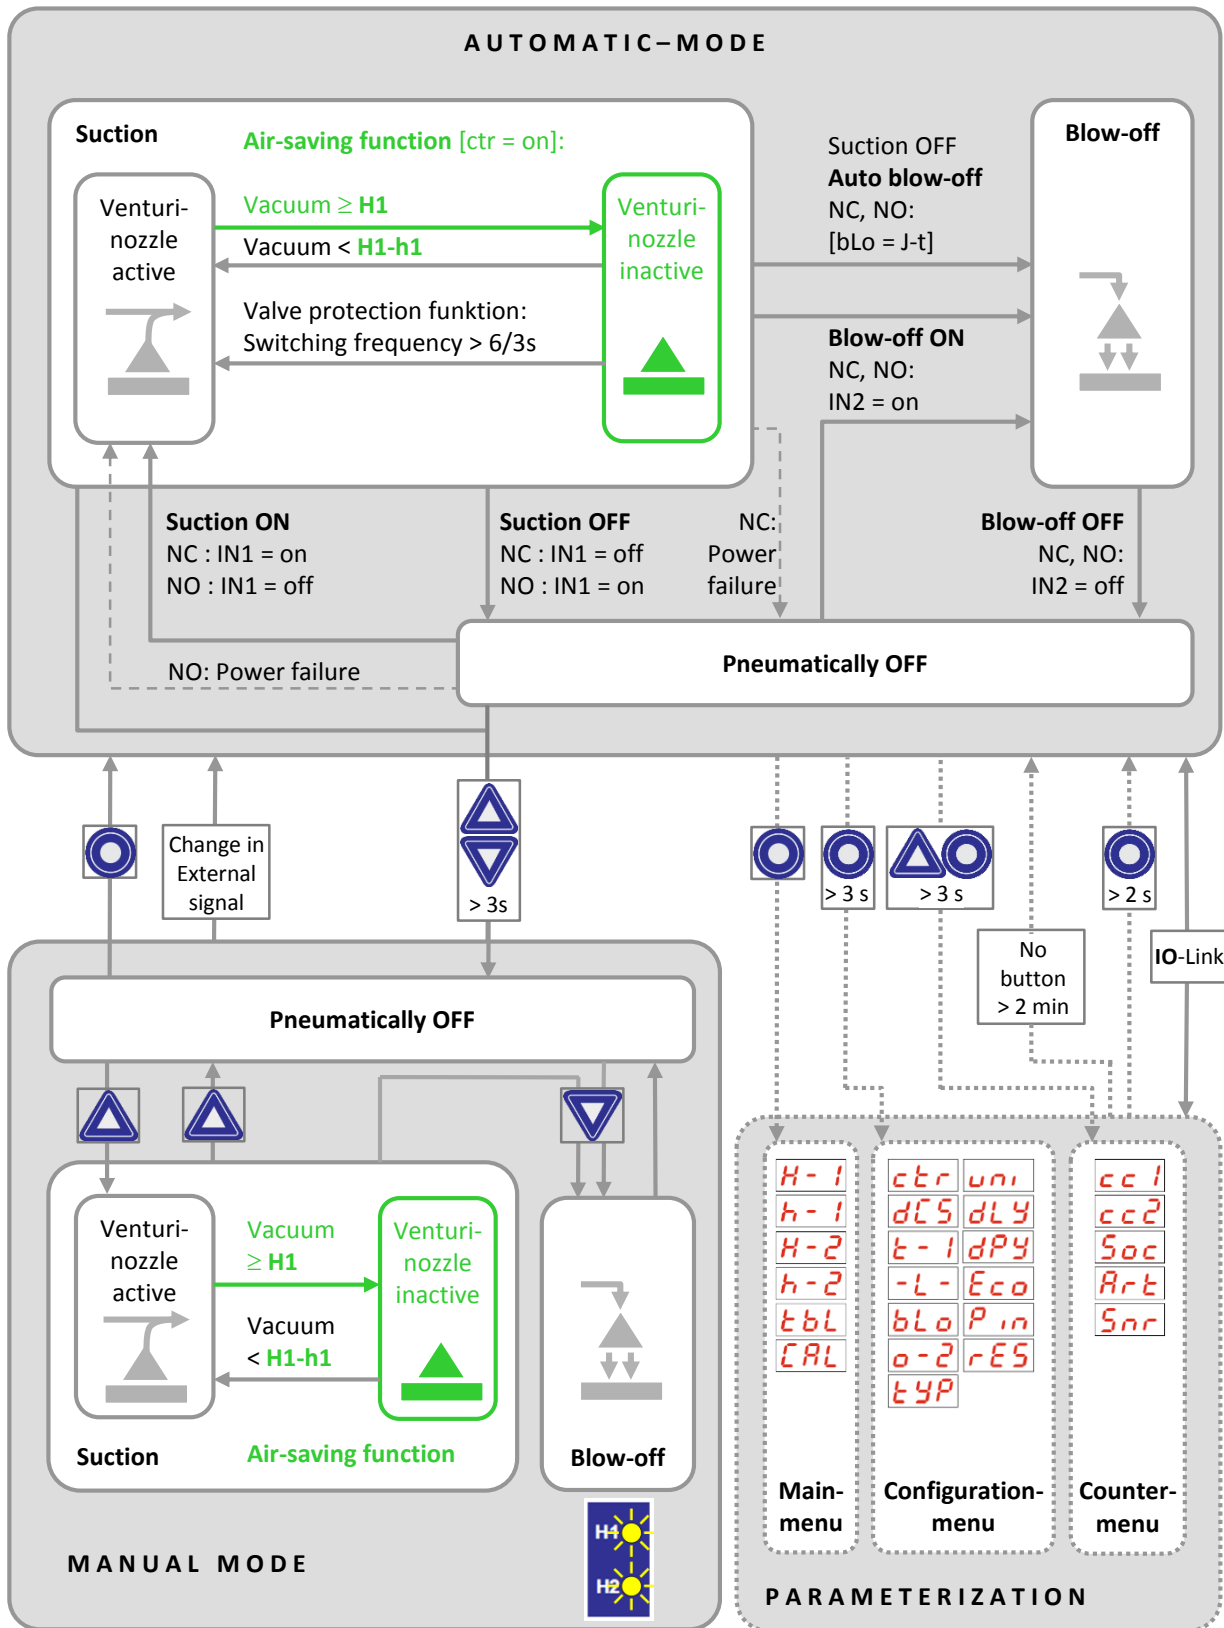 AUTOMATIC–MODE
Suction
Air-saving function [ctr = on]:
Venturi-
nozzle
active
Vacuum ≥ H1
Vacuum < H1-h1
Valve protection funktion:
Switching frequency > 6/3s
Venturi-
nozzle
inactive
Suction OFF
Auto blow-off
NC, NO:
[bLo = J-t]
Blow-off ON
NC, NO:
IN2 = on
Blow-off
Suction ON
NC : IN1 = on
NO : IN1 = off
Suction OFF
NC : IN1 = off
NO : IN1 = on
NC:
Power
failure
Blow-off OFF
NC, NO:
IN2 = off
NO: Power failure
Pneumatically OFF
Change in
External
signal
> 3s
> 3 s
> 3 s
> 2 s
No
button
> 2 min
IO-Link
Pneumatically OFF
Venturi-
nozzle
active
Vacuum
≥ H1
Vacuum
< H1-h1
Venturi-
nozzle
inactive
Suction
Air-saving function
Blow-off
H1
H2
MANUAL MODE
H-1
h-1
H-2
h-2
tbL
CAL
Main-
menu
ctr uni
dCS dLY
t-1 dPY
-L- Eco
bLo Pin
o-2 rES
tYP
Configuration-
menu
cc1
cc2
Soc
Art
Snr
Counter-
menu
PARAMETERIZATION